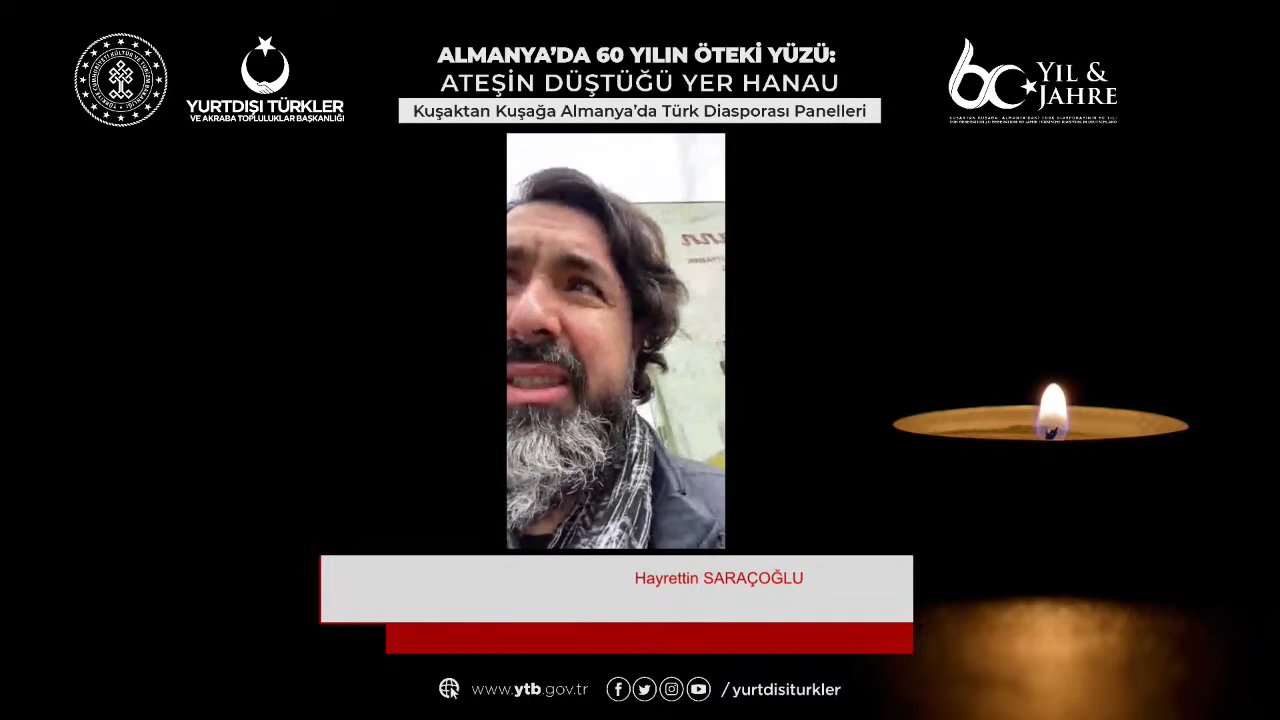 ALMANYA'DA 60 YILIN ÖTEKİ YÜZÜ:
ATEŞİN DÜŞTÜĞÜ YER HANAU
Kuşaktan Kuşağa Almanya'da Türk Diasporası Panelleri
YURTDIŞI TÜRKLER
VE AKRABA TOPLULUKLAR BAŞKANLIĞI
60 YIL &
JAHRE
Hayrettin SARAÇOĞLU
www.ytb.gov.tr
/yurtdisiturkler